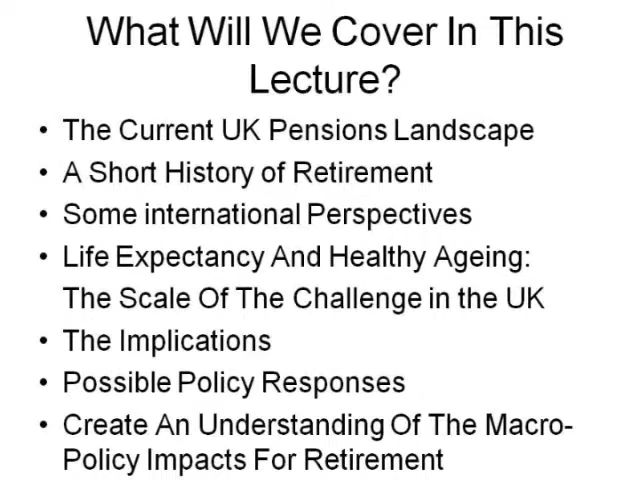 What Will We Cover In This
Lecture?
• The Current UK Pensions Landscape
• A Short History of Retirement
• Some international Perspectives
• Life Expectancy And Healthy Ageing:
The Scale Of The Challenge in the UK
• The Implications
• Possible Policy Responses
• Create An Understanding Of The Macro-
Policy Impacts For Retirement